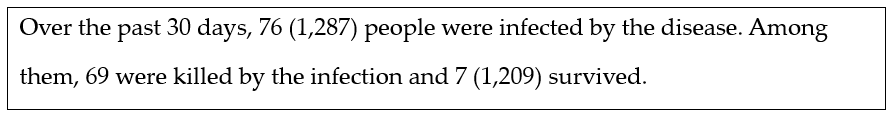 Over the past 30 days, 76 (1,287) people were infected by the disease. Among
them, 69 were killed by the infection and 7 (1,209) survived.